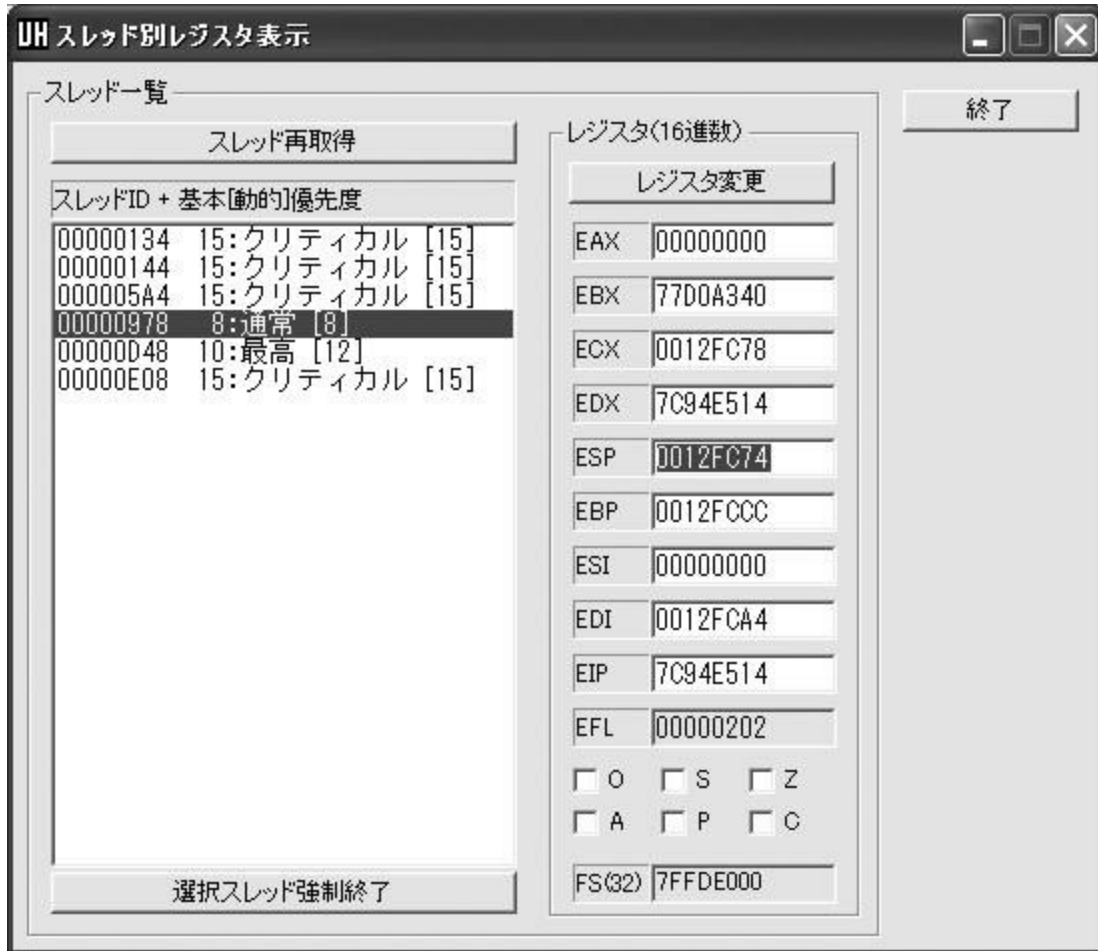 UH スレッド別レジスタ表示
スレッド一覧
終了
スレッド再取得
スレッドID + 基本[動的]優先度
00000134 15:クリティカル [15]
00000144 15:クリティカル [15]
000005A4 15:クリティカル [15]
00000978 8:通常 [8]
00000D48 10:最高 [12]
00000E08 15:クリティカル [15]
選択スレッド強制終了
レジスタ(16進数)
レジスタ変更
EAX 00000000
EBX 77D0A340
ECX 0012FC78
EDX 7C94E514
ESP 0012FC74
EBP 0012FCCC
ESI 00000000
EDI 0012FCA4
EIP 7C94E514
EFL 00000202
O S Z
A P C
FS(32) 7FFDE000